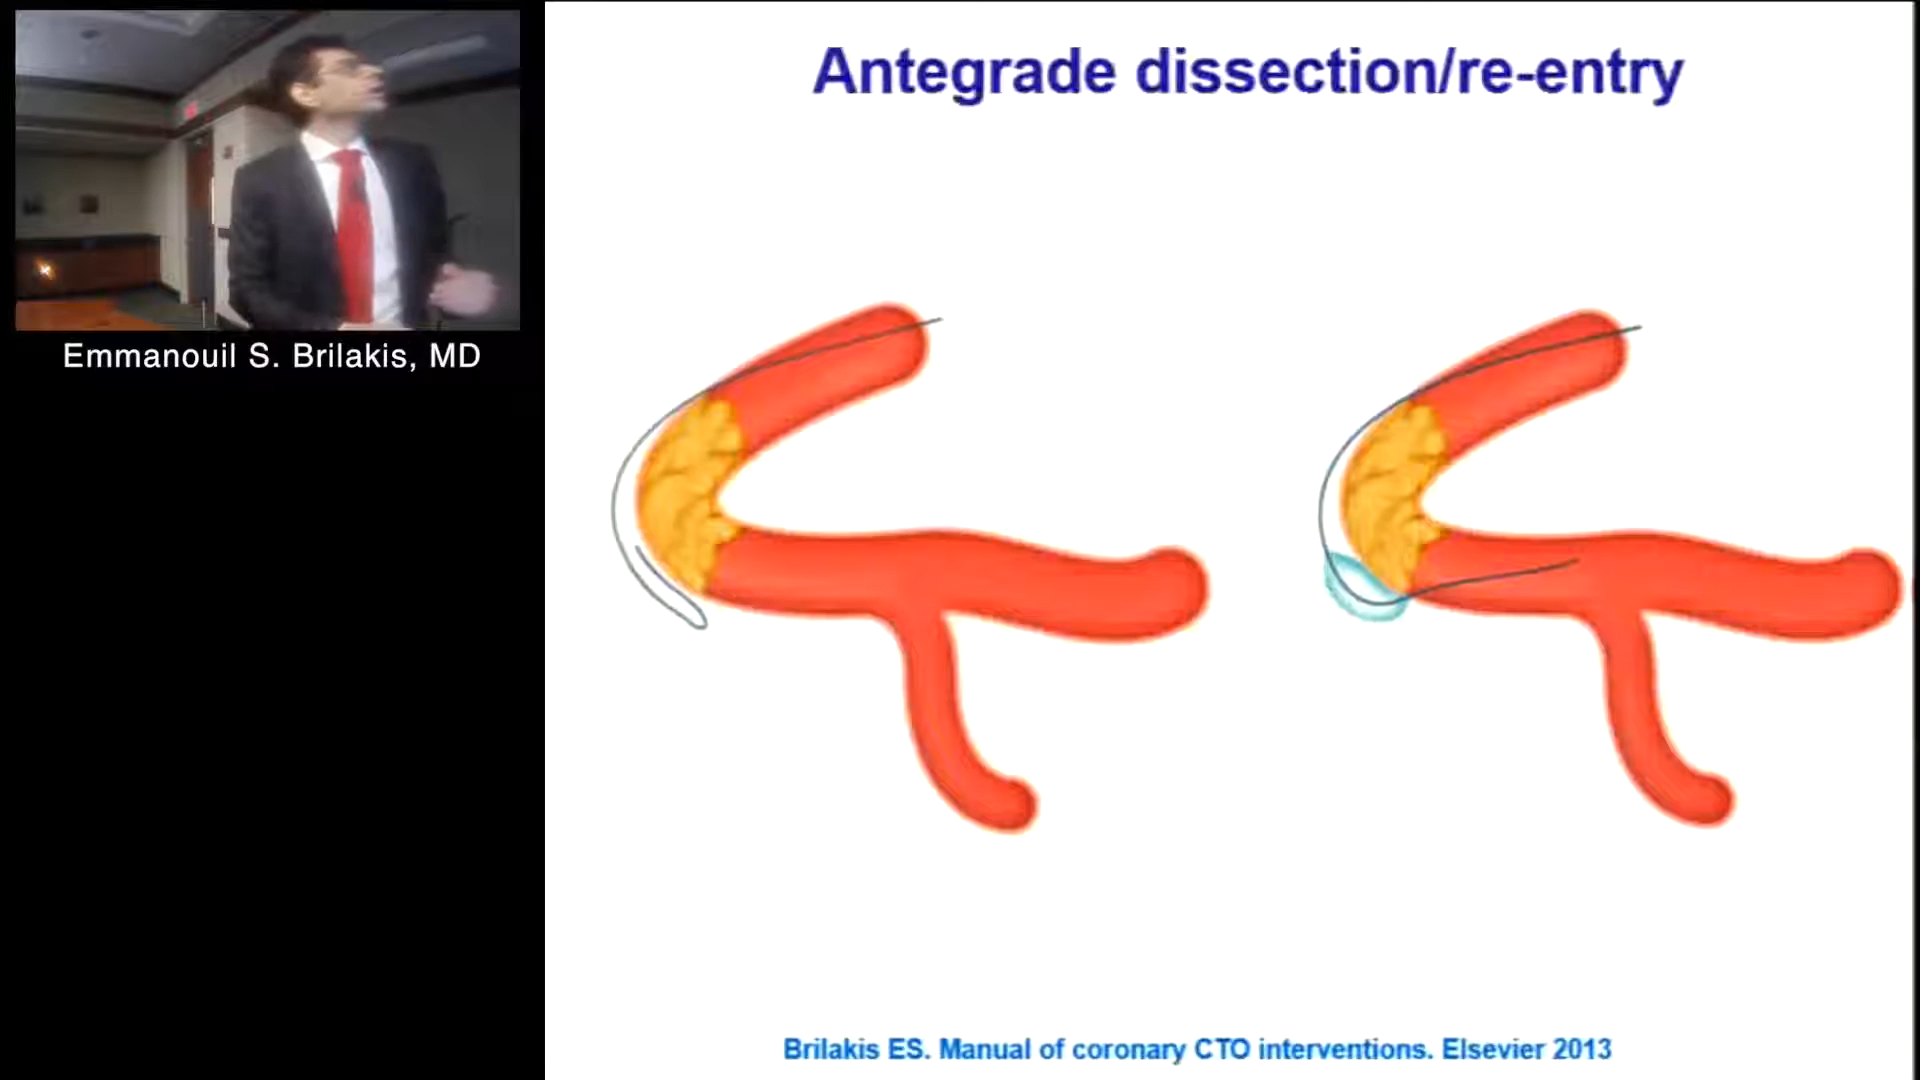 Antegrade dissection/re-entry
Emmanouil S. Brilakis, MD
Brilakis ES. Manual of coronary CTO interventions. Elsevier 2013